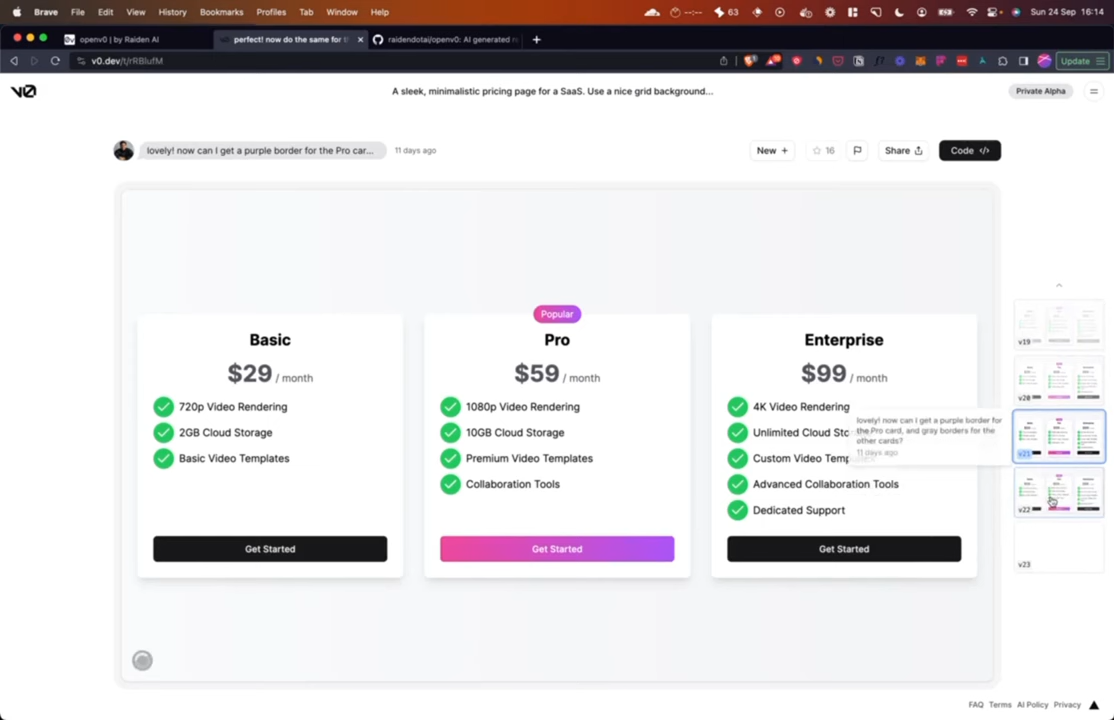 Brave File Edit View History Bookmarks Profiles Tab Window Help 63 Sun 24 Sep 16:14
openv0 | by Raiden AI
perfect! now do the same for t
raidendotai/openv0: AI generated
v0.dev/t/rRBlufM
Update
A sleek, minimalistic pricing page for a SaaS. Use a nice grid background...
Private Alpha
lovely! now can I get a purple border for the Pro car...
11 days ago
New +
16
Share
Code </>
Popular
Basic
$29 / month
720p Video Rendering
2GB Cloud Storage
Basic Video Templates
Get Started
Pro
$59 / month
1080p Video Rendering
10GB Cloud Storage
Premium Video Templates
Collaboration Tools
Get Started
Enterprise
$99 / month
4K Video Rendering
Unlimited Cloud Sto
Custom Video Temp
Advanced Collaboration Tools
Dedicated Support
Get Started
lovely! now can I get a purple border for
the Pro card, and gray borders for the
other cards?
11 days ago
v19
v20
v21
v22
v23
FAQ Terms AI Policy Privacy